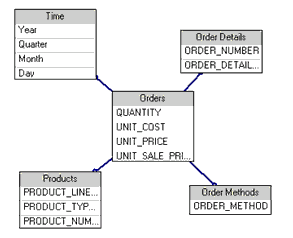 Time
Year
Quarter
Month
Day
Order Details
ORDER_NUMBER
ORDER_DETAIL...
Orders
QUANTITY
UNIT_COST
UNIT_PRICE
UNIT_SALE_PRI...
Products
PRODUCT_LINE...
PRODUCT_TYP...
PRODUCT_NUM...
Order Methods
ORDER_METHOD